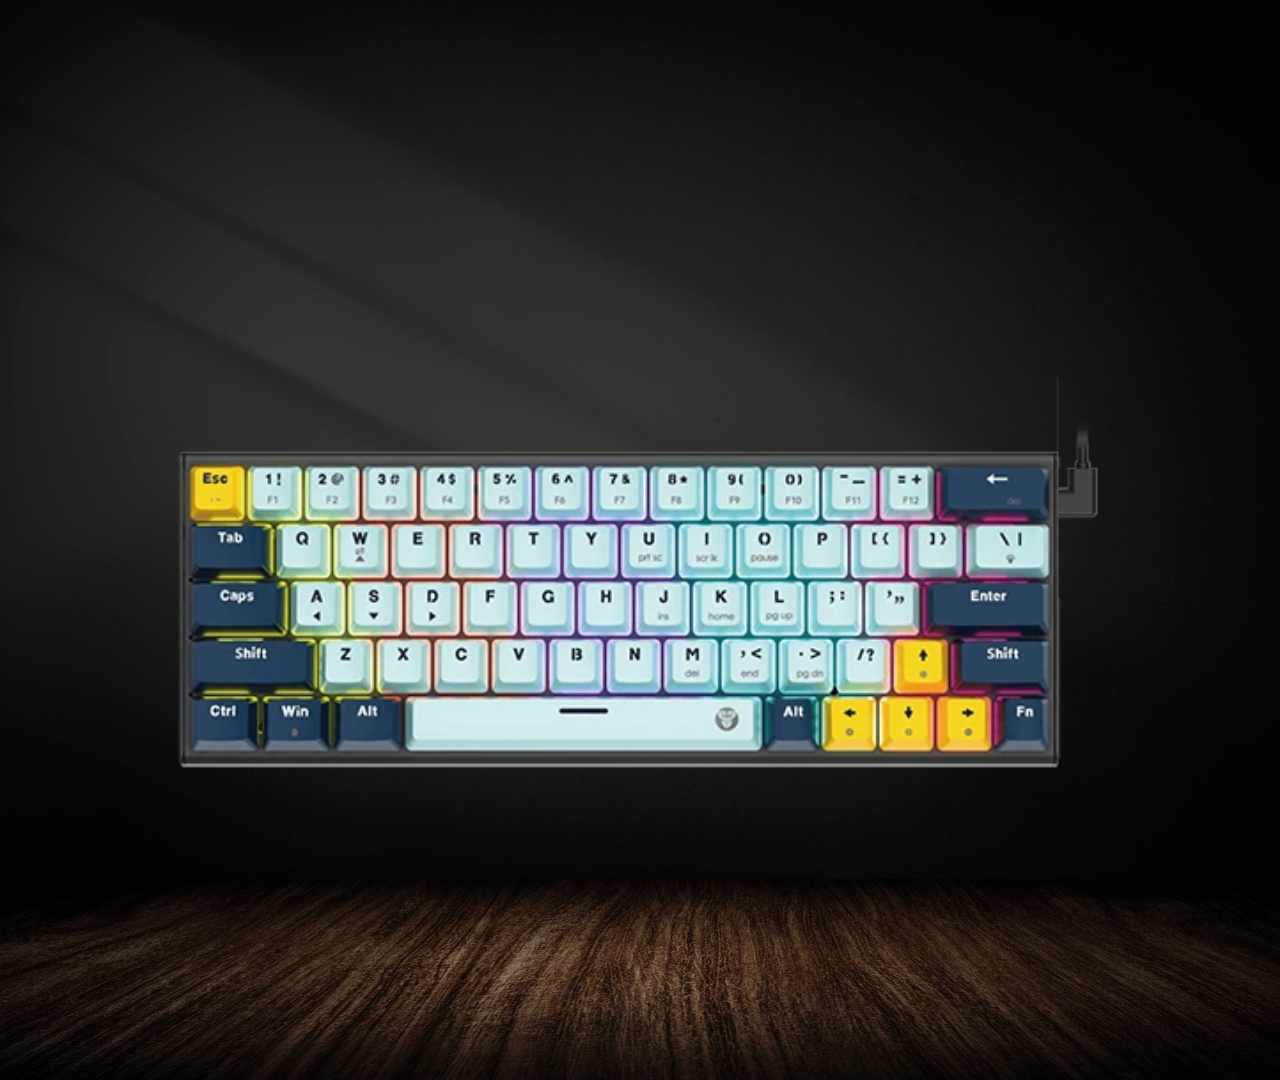 Esc 1! 2@ 3# 4$ 5% 6^ 7& 8* 9( 0) -_ =+ ←
F1 F2 F3 F4 F5 F6 F7 F8 F9 F10 F11 F12 del
Tab Q W E R T Y U I O P [{ ]} \|
prt sc scr lk pause
Caps A S D F G H J K L ;: '" Enter
ins home pg up
Shift Z X C V B N M ,< .> /? ↑ Shift
del end pg dn
Ctrl Win Alt Alt ← ↓ → Fn